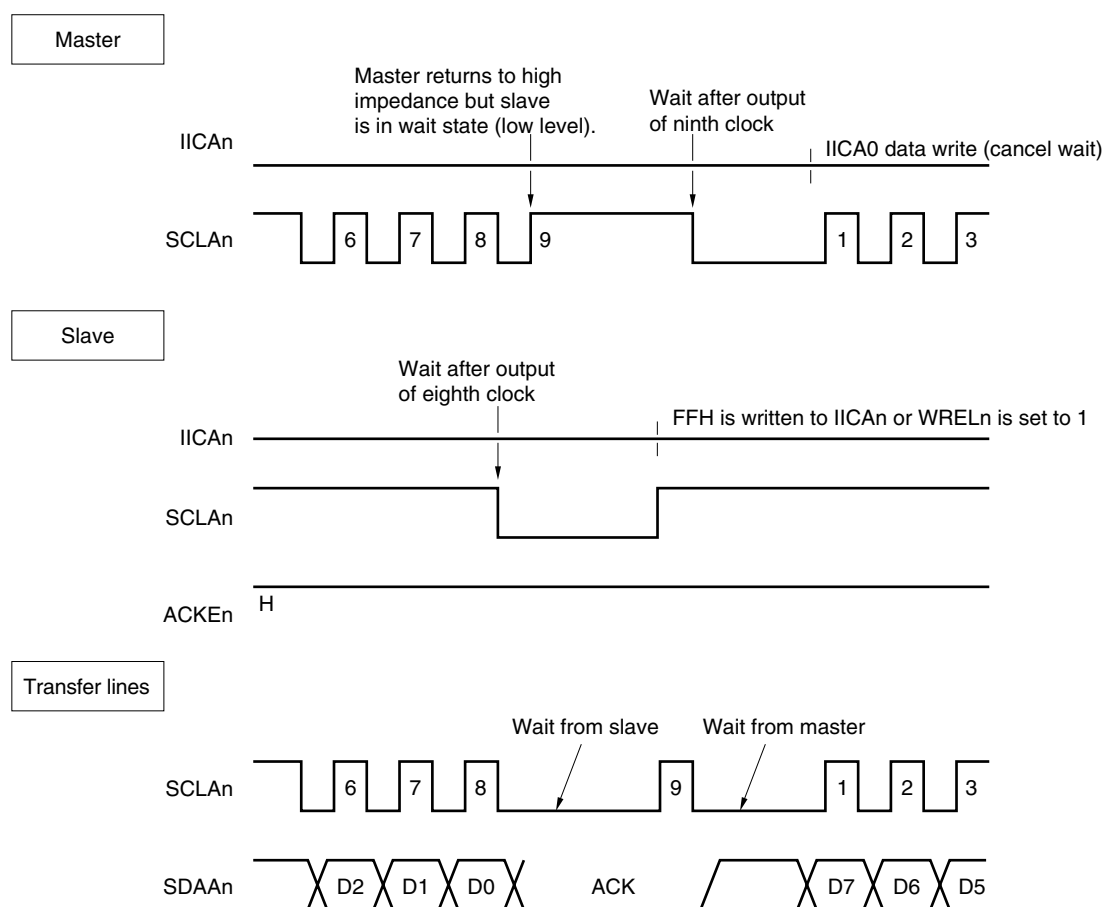 Master
Master returns to high
impedance but slave
is in wait state (low level).
Wait after output
of ninth clock
IICAn
IICA0 data write (cancel wait)
SCLAn
6 7 8 9 1 2 3
Slave
Wait after output
of eighth clock
IICAn
FFH is written to IICAn or WRELn is set to 1
SCLAn
ACKEn
H
Transfer lines
Wait from slave
Wait from master
SCLAn
6 7 8 9 1 2 3
SDAAn
D2 D1 D0 ACK D7 D6 D5